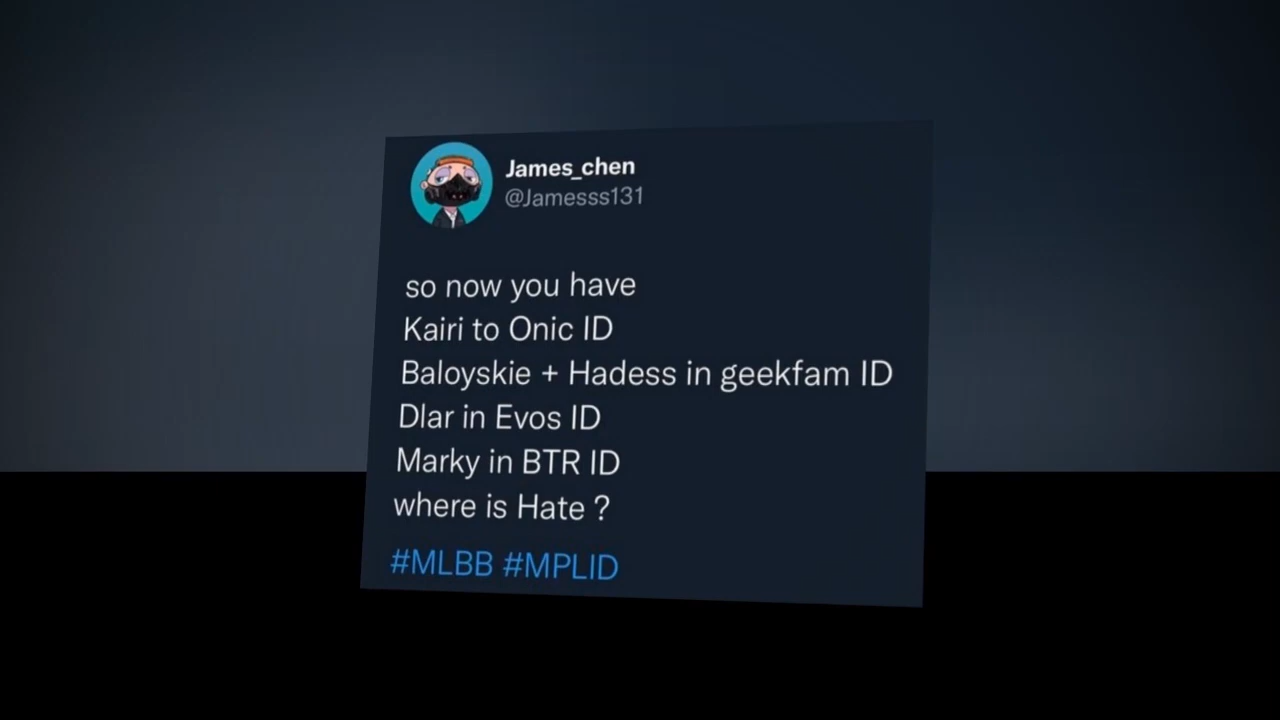 James_chen
@Jamesss131
so now you have
Kairi to Onic ID
Baloyskie + Hadess in geekfam ID
Dlar in Evos ID
Marky in BTR ID
where is Hate ?
#MLBB #MPLID